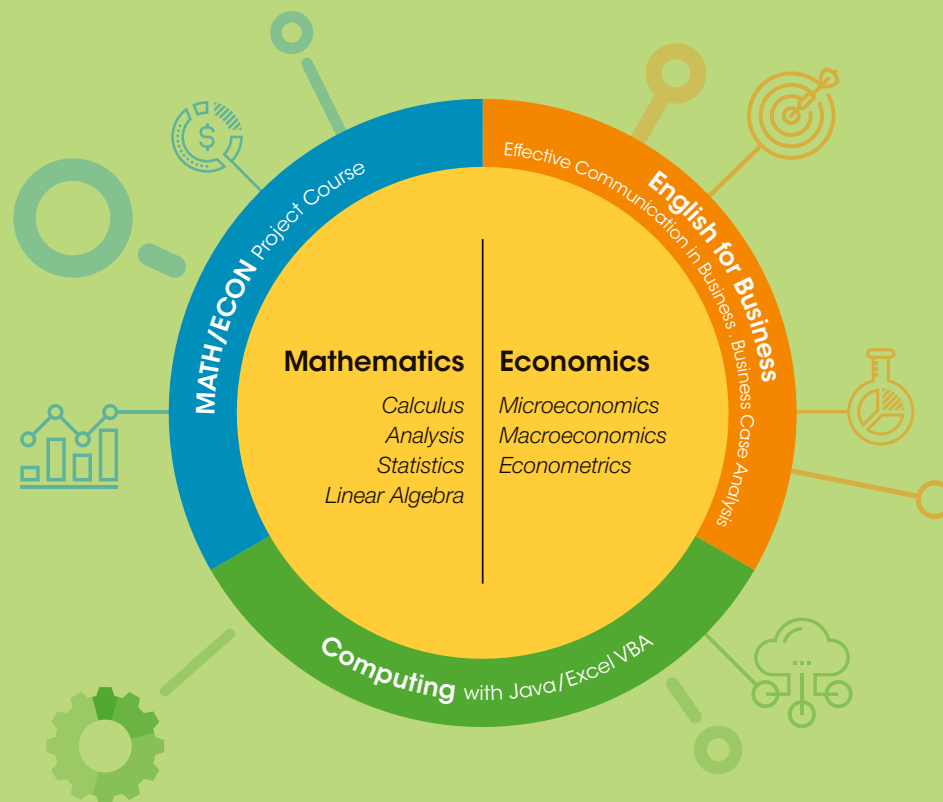 MATH/ECON Project Course
Effective Communication in Business . Business Case Analysis
English for Business
Mathematics
Calculus
Analysis
Statistics
Linear Algebra
Economics
Microeconomics
Macroeconomics
Econometrics
Computing with Java/Excel VBA
$